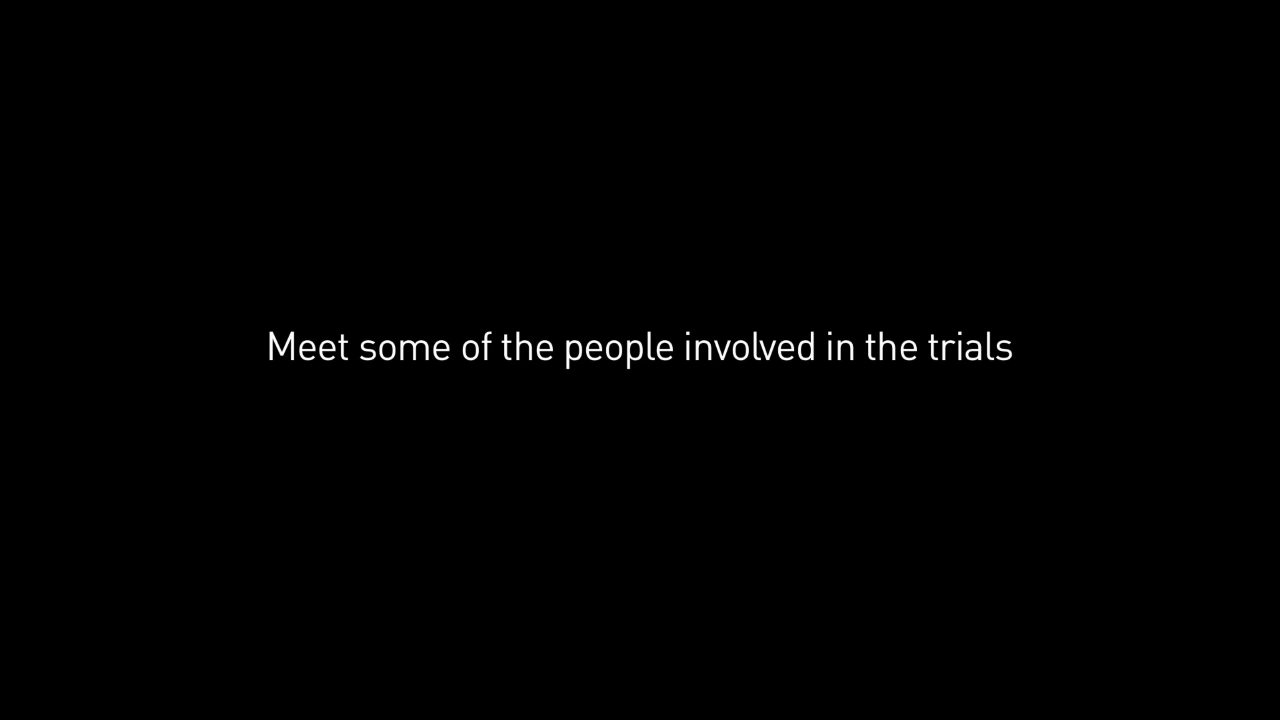 Meet some of the people involved in the trials